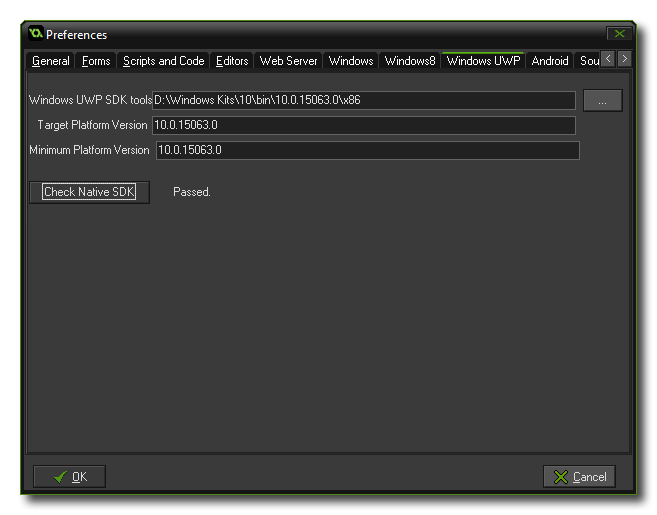 Preferences
General Forms Scripts and Code Editors Web Server Windows Windows8 Windows UWP Android Sou
Windows UWP SDK tools D:\Windows Kits\10\bin\10.0.15063.0\x86 ...
Target Platform Version 10.0.15063.0
Minimum Platform Version 10.0.15063.0
Check Native SDK Passed.
OK Cancel